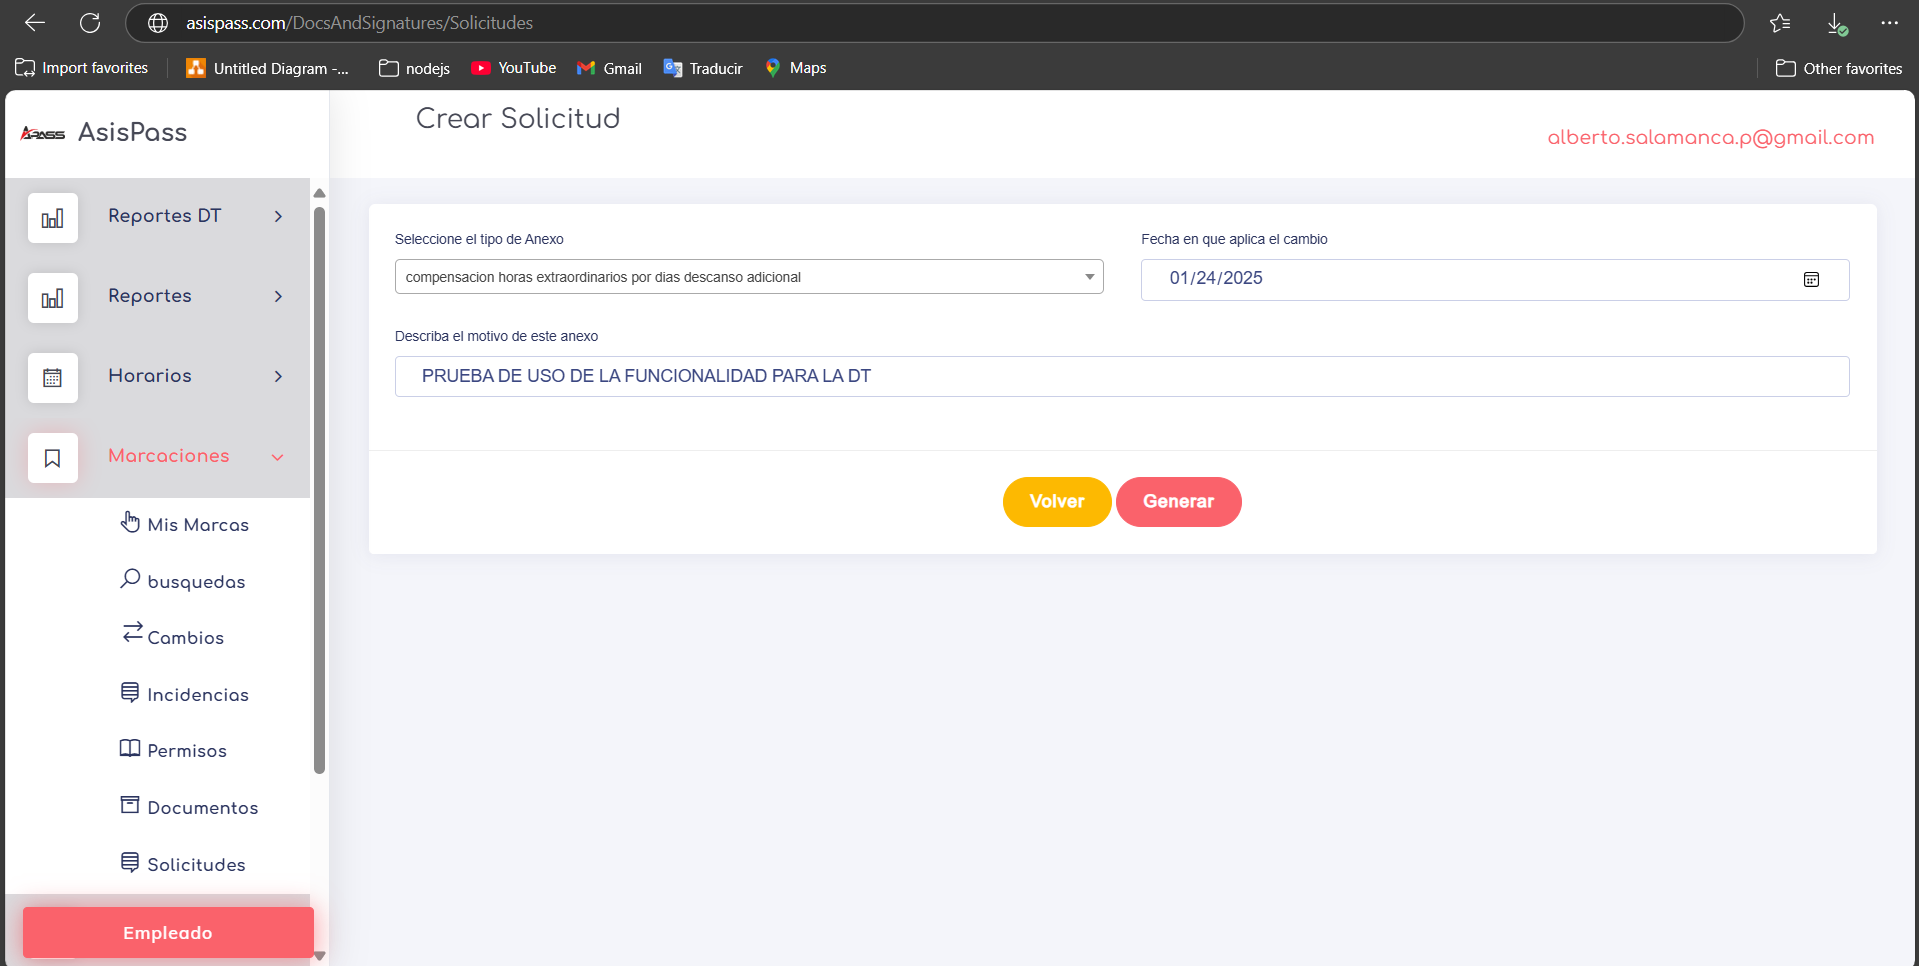 asispass.com/DocsAndSignatures/Solicitudes
Import favorites
Untitled Diagram -...
nodejs
YouTube
Gmail
Traducir
Maps
Other favorites
APASS AsisPass
Crear Solicitud
alberto.salamanca.p@gmail.com
Reportes DT
Reportes
Horarios
Marcaciones
Mis Marcas
busquedas
Cambios
Incidencias
Permisos
Documentos
Solicitudes
Empleado
Seleccione el tipo de Anexo
compensacion horas extraordinarios por dias descanso adicional
Fecha en que aplica el cambio
01/24/2025
Describa el motivo de este anexo
PRUEBA DE USO DE LA FUNCIONALIDAD PARA LA DT
Volver
Generar